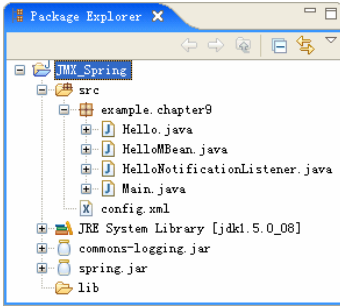 Package Explorer
JMX_Spring
src
example.chapter9
Hello.java
HelloMBean.java
HelloNotificationListener.java
Main.java
config.xml
JRE System Library [jdk1.5.0_08]
commons-logging.jar
spring.jar
lib